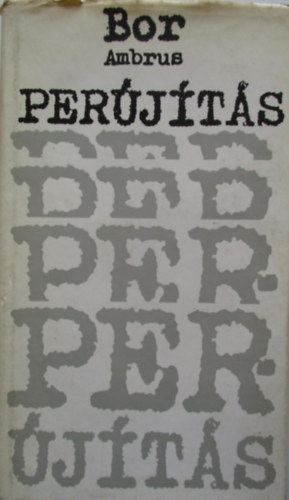 Bor
Ambrus
PERÚJÍTÁS
PER-
PER-
ÚJÍTÁS